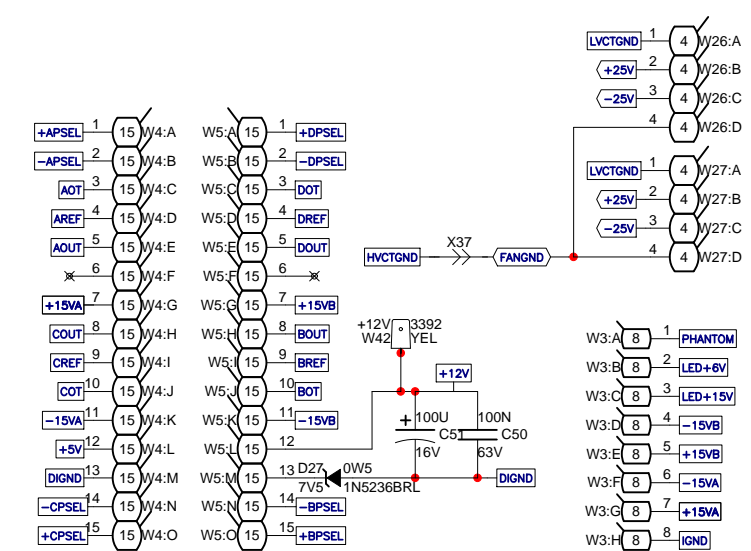 LVCTGND 1 4 W26:A
+25V 2 4 W26:B
-25V 3 4 W26:C
4 4 W26:D
LVCTGND 1 4 W27:A
+25V 2 4 W27:B
-25V 3 4 W27:C
HVCTGND X37 FANGND 4 4 W27:D
+APSEL 1 15 W4:A
-APSEL 2 15 W4:B
AOT 3 15 W4:C
AREF 4 15 W4:D
AOUT 5 15 W4:E
6 15 W4:F
+15VA 7 15 W4:G
COUT 8 15 W4:H
CREF 9 15 W4:I
COT 10 15 W4:J
-15VA 11 15 W4:K
+5V 12 15 W4:L
DIGND 13 15 W4:M
-CPSEL 14 15 W4:N
+CPSEL 15 15 W4:O
W5:A 15 1 +DPSEL
W5:B 15 2 -DPSEL
W5:C 15 3 DOT
W5:D 15 4 DREF
W5:E 15 5 DOUT
W5:F 15 6
W5:G 15 7 +15VB
W5:H 15 8 BOUT
W5:I 15 9 BREF
W5:J 15 10 BOT
W5:K 15 11 -15VB
W5:L 15 12
W5:M 15 13
W5:N 15 14 -BPSEL
W5:O 15 15 +BPSEL
+12V 3392
W42 YEL
+12V
+ 100U
C51
16V
100N
C50
63V
D27 0W5
7V5 1N5236BRL
DIGND
W3:A 8 1 PHANTOM
W3:B 8 2 LED+6V
W3:C 8 3 LED+15V
W3:D 8 4 -15VB
W3:E 8 5 +15VB
W3:F 8 6 -15VA
W3:G 8 7 +15VA
W3:H 8 8 IGND